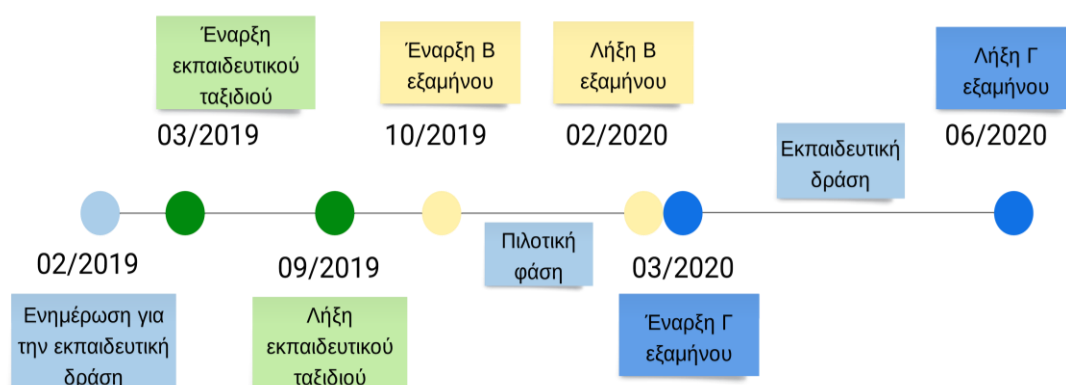 Έναρξη
εκπαιδευτικού
ταξιδιού
03/2019
Έναρξη Β
εξαμήνου
10/2019
Λήξη Β
εξαμήνου
02/2020
Λήξη Γ
εξαμήνου
06/2020
Εκπαιδευτική
δράση
02/2019
Ενημέρωση για
την εκπαιδευτική
δράση
09/2019
Λήξη
εκπαιδευτικού
ταξιδιού
Πιλοτική
φάση
03/2020
Έναρξη Γ
εξαμήνου